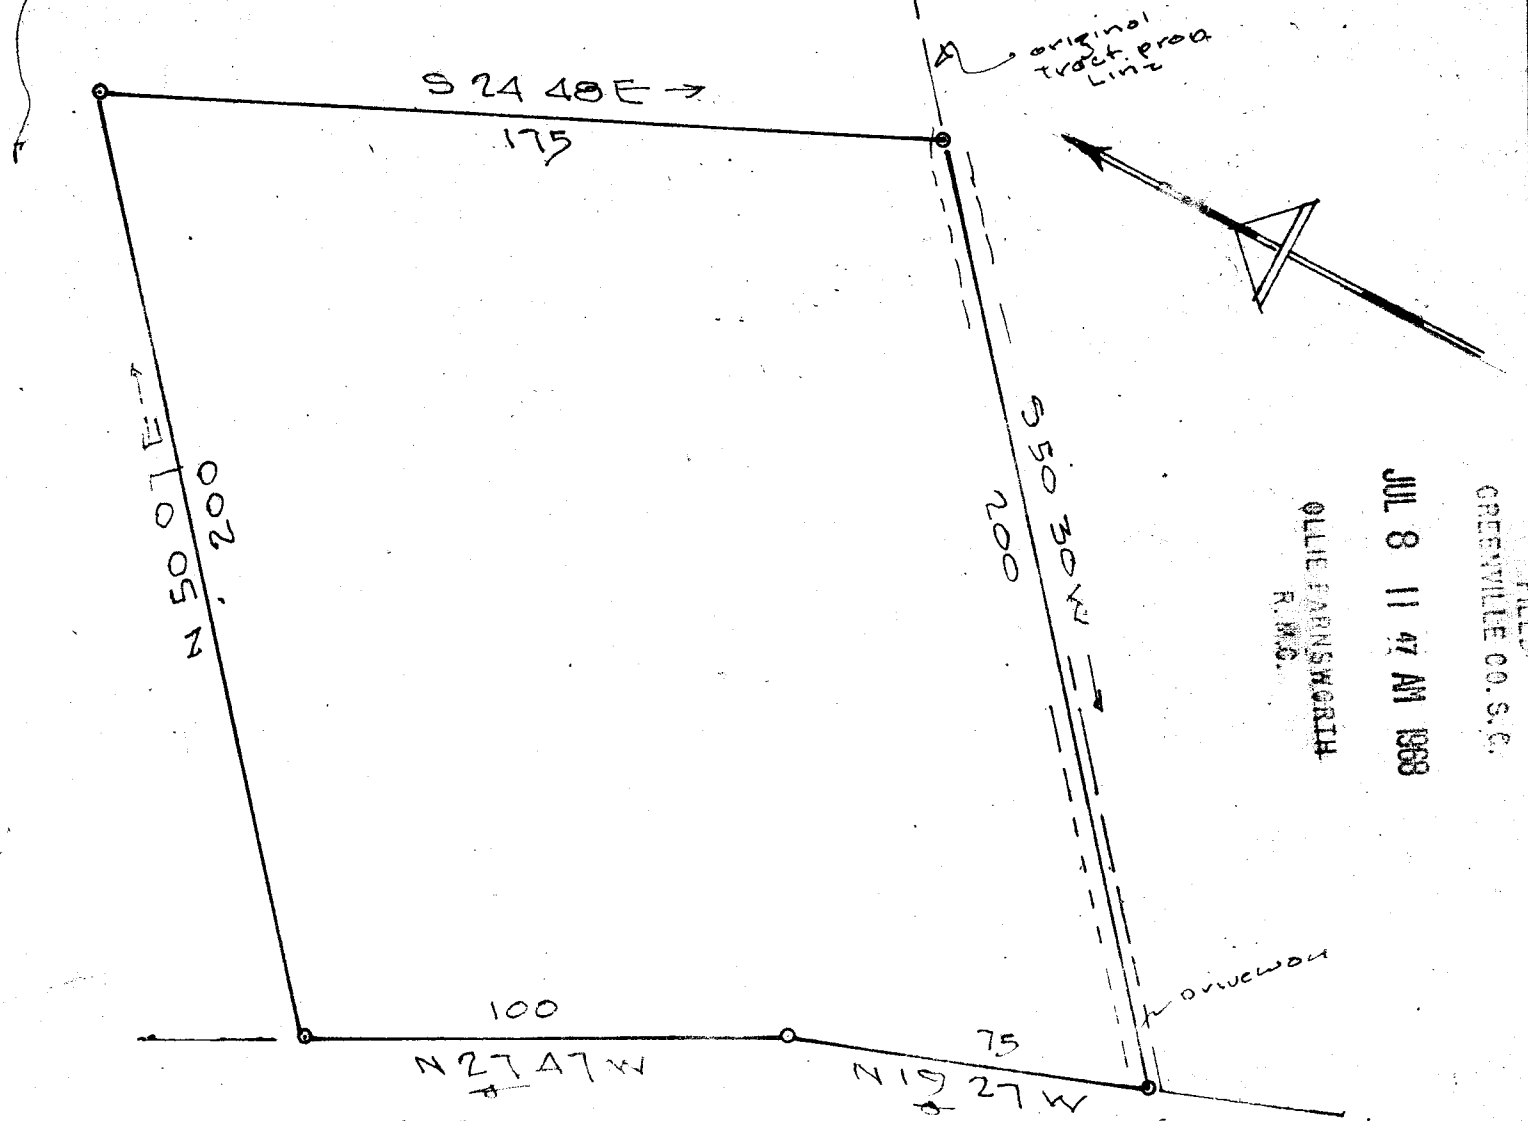 original
tract prop
Line
S 24 48 E →
175
N 50 07 E →
200
S 50 30 W →
200
100
N 27 47 W
75
N 19 27 W
Driveway
FILED
GREENVILLE CO. S. C.
JUL 8 11 47 AM 1968
OLLIE FARNSWORTH
R. M. C.